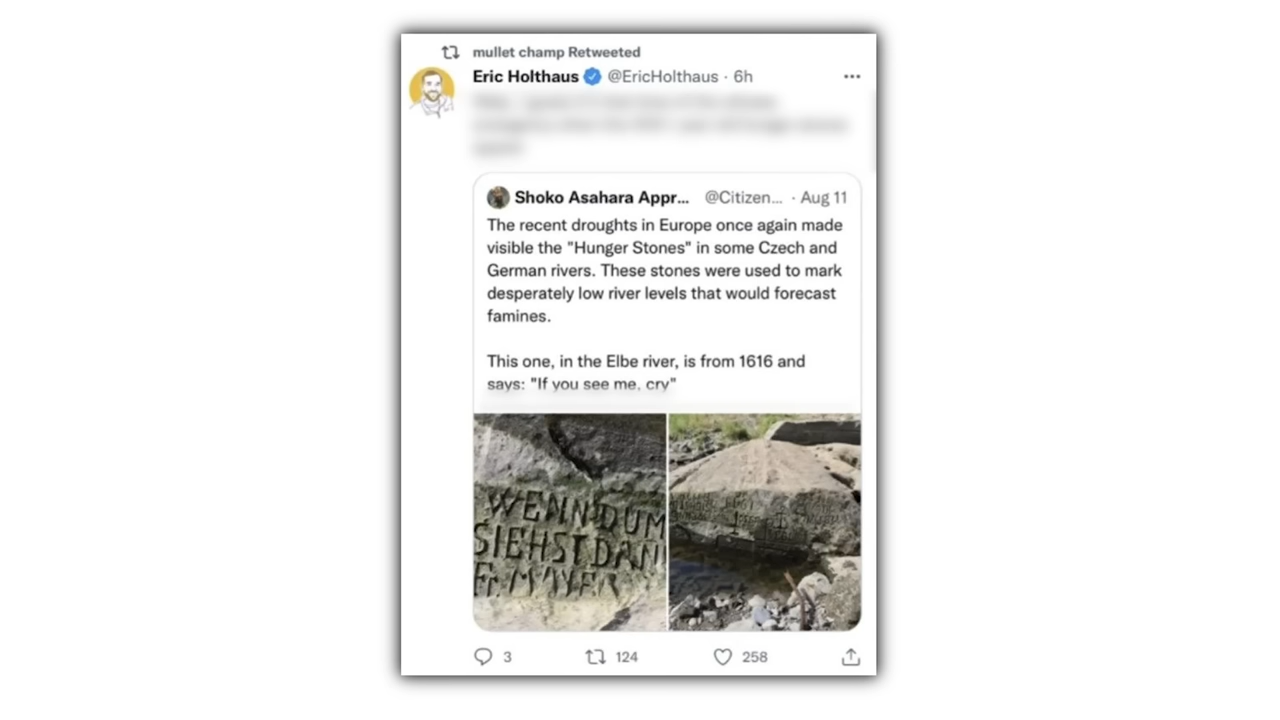 mullet champ Retweeted
Eric Holthaus @EricHolthaus · 6h
Shoko Asahara Appr... @Citizen... · Aug 11
The recent droughts in Europe once again made
visible the "Hunger Stones" in some Czech and
German rivers. These stones were used to mark
desperately low river levels that would forecast
famines.
This one, in the Elbe river, is from 1616 and
says: "If you see me, cry"
WENN DU M
SIEHST DAN
3 124 258